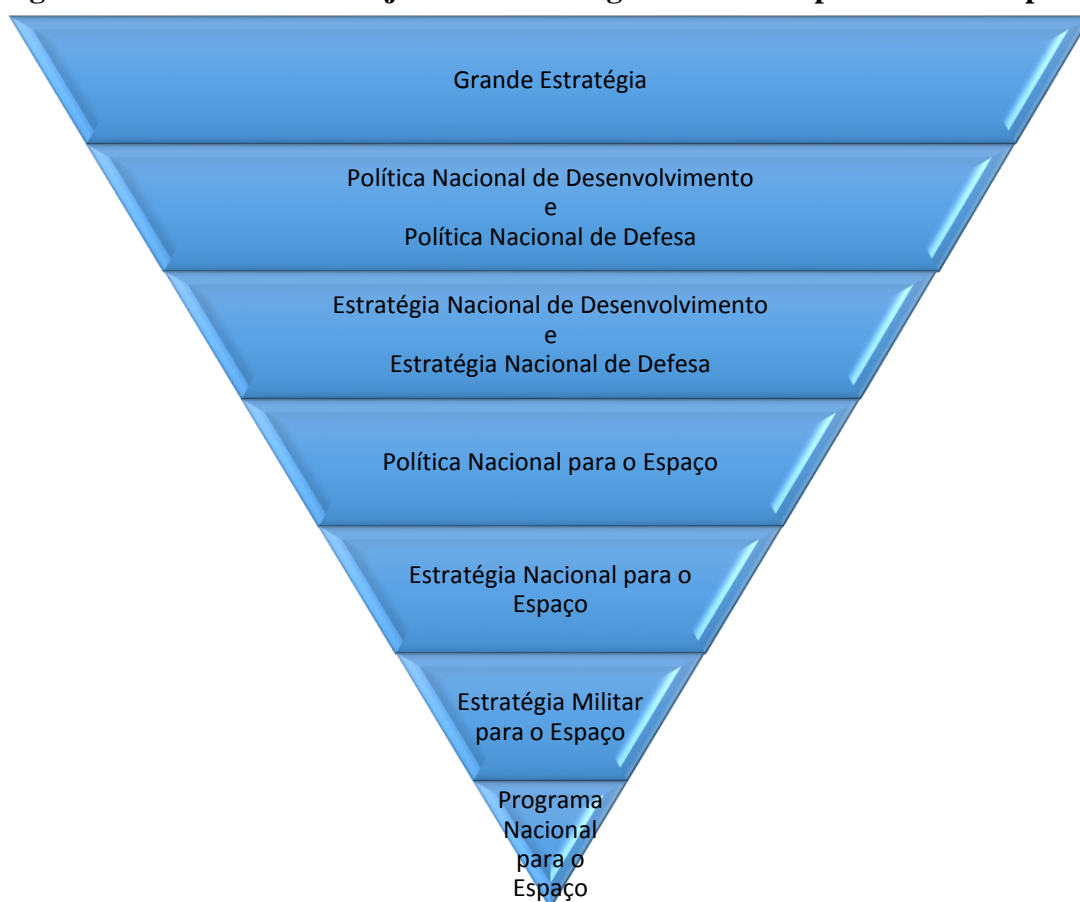 Grande Estratégia
Política Nacional de Desenvolvimento
e
Política Nacional de Defesa
Estratégia Nacional de Desenvolvimento
e
Estratégia Nacional de Defesa
Política Nacional para o Espaço
Estratégia Nacional para o
Espaço
Estratégia Militar
para o Espaço
Programa
Nacional
para o
Espaço